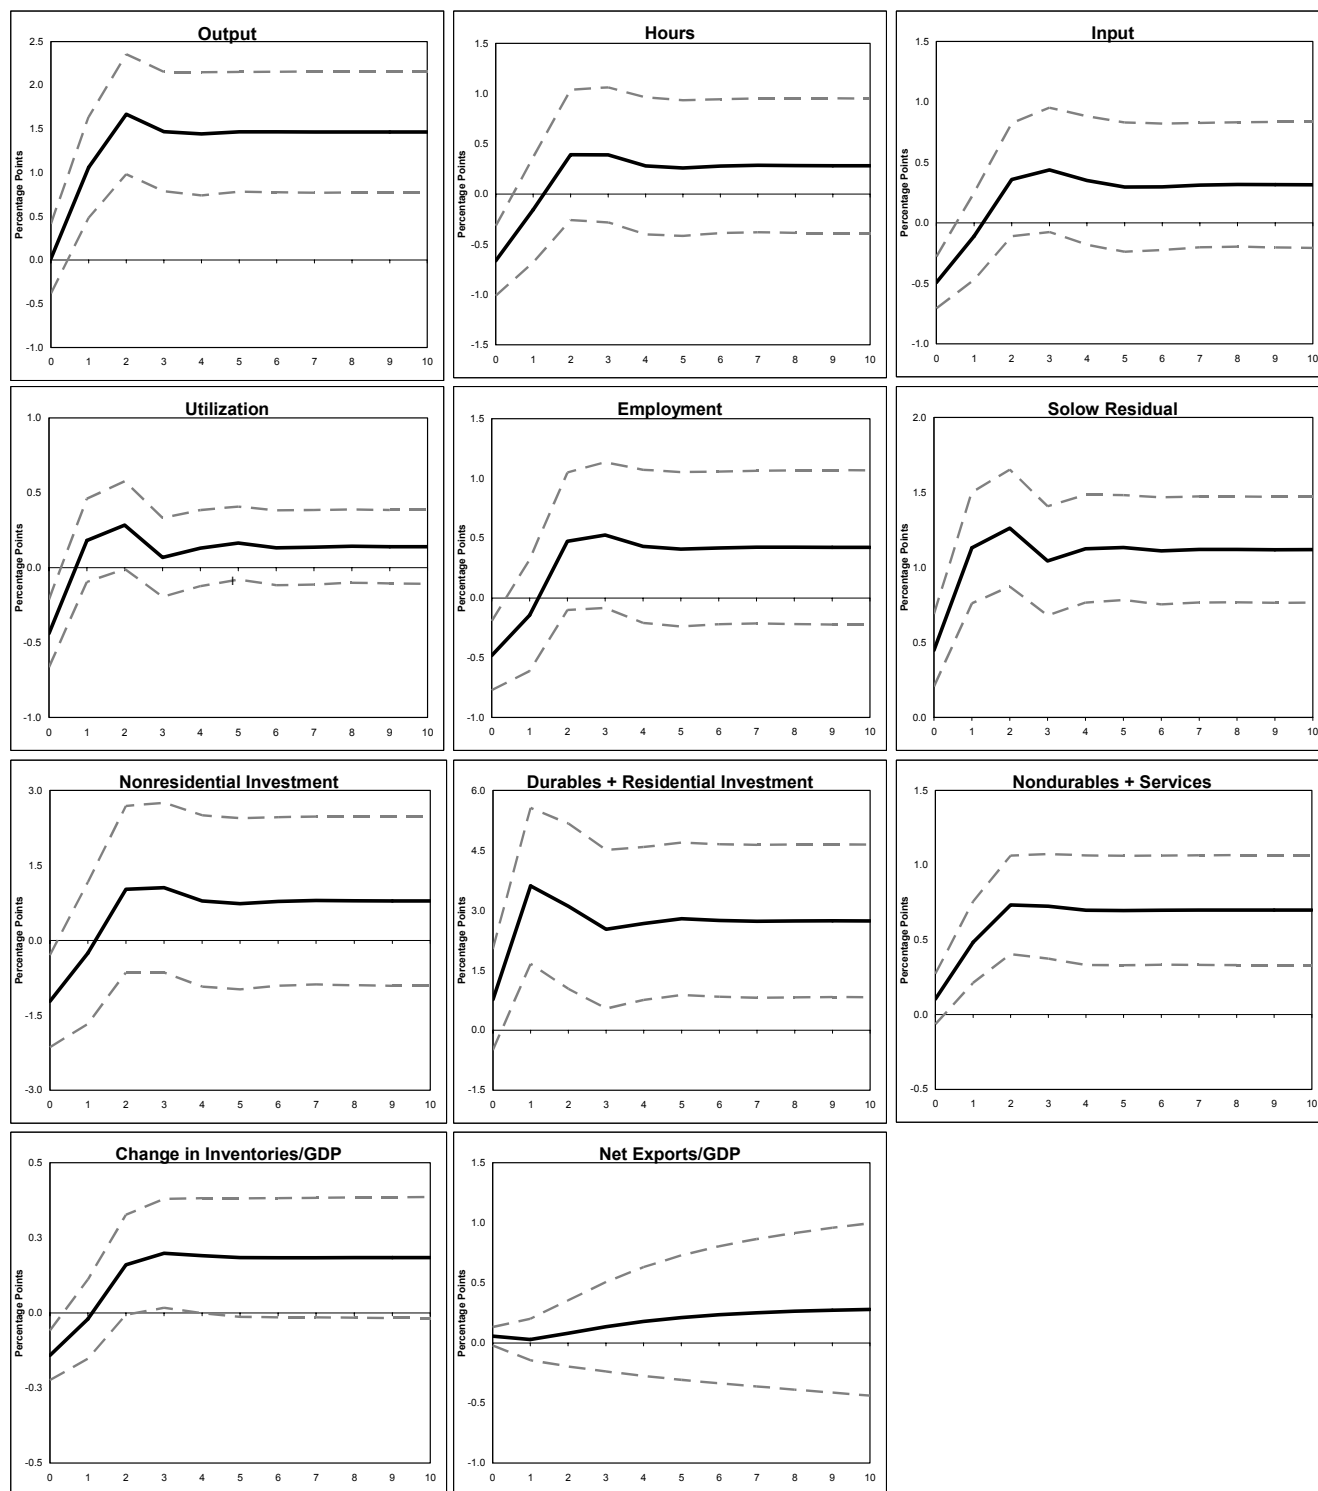 Output
Percentage Points
2.5
2.0
1.5
1.0
0.5
0.0
-0.5
-1.0
0 1 2 3 4 5 6 7 8 9 10
Hours
Percentage Points
1.5
1.0
0.5
0.0
-0.5
-1.0
-1.5
0 1 2 3 4 5 6 7 8 9 10
Input
Percentage Points
1.5
1.0
0.5
0.0
-0.5
-1.0
0 1 2 3 4 5 6 7 8 9 10
Utilization
Percentage Points
1.0
0.5
0.0
-0.5
-1.0
0 1 2 3 4 5 6 7 8 9 10
Employment
Percentage Points
1.5
1.0
0.5
0.0
-0.5
-1.0
0 1 2 3 4 5 6 7 8 9 10
Solow Residual
Percentage Points
2.0
1.5
1.0
0.5
0.0
0 1 2 3 4 5 6 7 8 9 10
Nonresidential Investment
Percentage Points
3.0
1.5
0.0
-1.5
-3.0
0 1 2 3 4 5 6 7 8 9 10
Durables + Residential Investment
Percentage Points
6.0
4.5
3.0
1.5
0.0
-1.5
0 1 2 3 4 5 6 7 8 9 10
Nondurables + Services
Percentage Points
1.5
1.0
0.5
0.0
-0.5
0 1 2 3 4 5 6 7 8 9 10
Change in Inventories/GDP
Percentage Points
0.5
0.3
0.0
-0.3
-0.5
0 1 2 3 4 5 6 7 8 9 10
Net Exports/GDP
Percentage Points
1.5
1.0
0.5
0.0
-0.5
-1.0
0 1 2 3 4 5 6 7 8 9 10